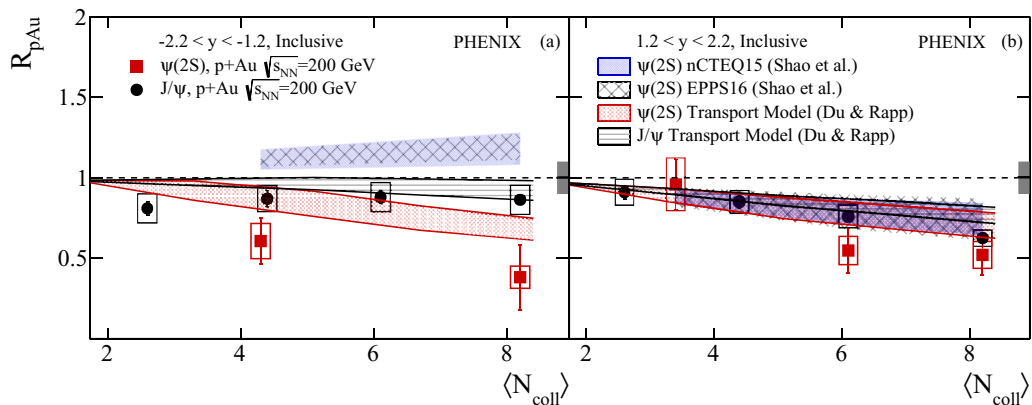 R_pAu
2
1.5
1
0.5
-2.2 < y < -1.2, Inclusive
PHENIX (a)
ψ(2S), p+Au √s_NN=200 GeV
J/ψ, p+Au √s_NN=200 GeV
2 4 6 8
⟨N_coll⟩
1.2 < y < 2.2, Inclusive
PHENIX (b)
ψ(2S) nCTEQ15 (Shao et al.)
ψ(2S) EPPS16 (Shao et al.)
ψ(2S) Transport Model (Du & Rapp)
J/ψ Transport Model (Du & Rapp)
2 4 6 8
⟨N_coll⟩